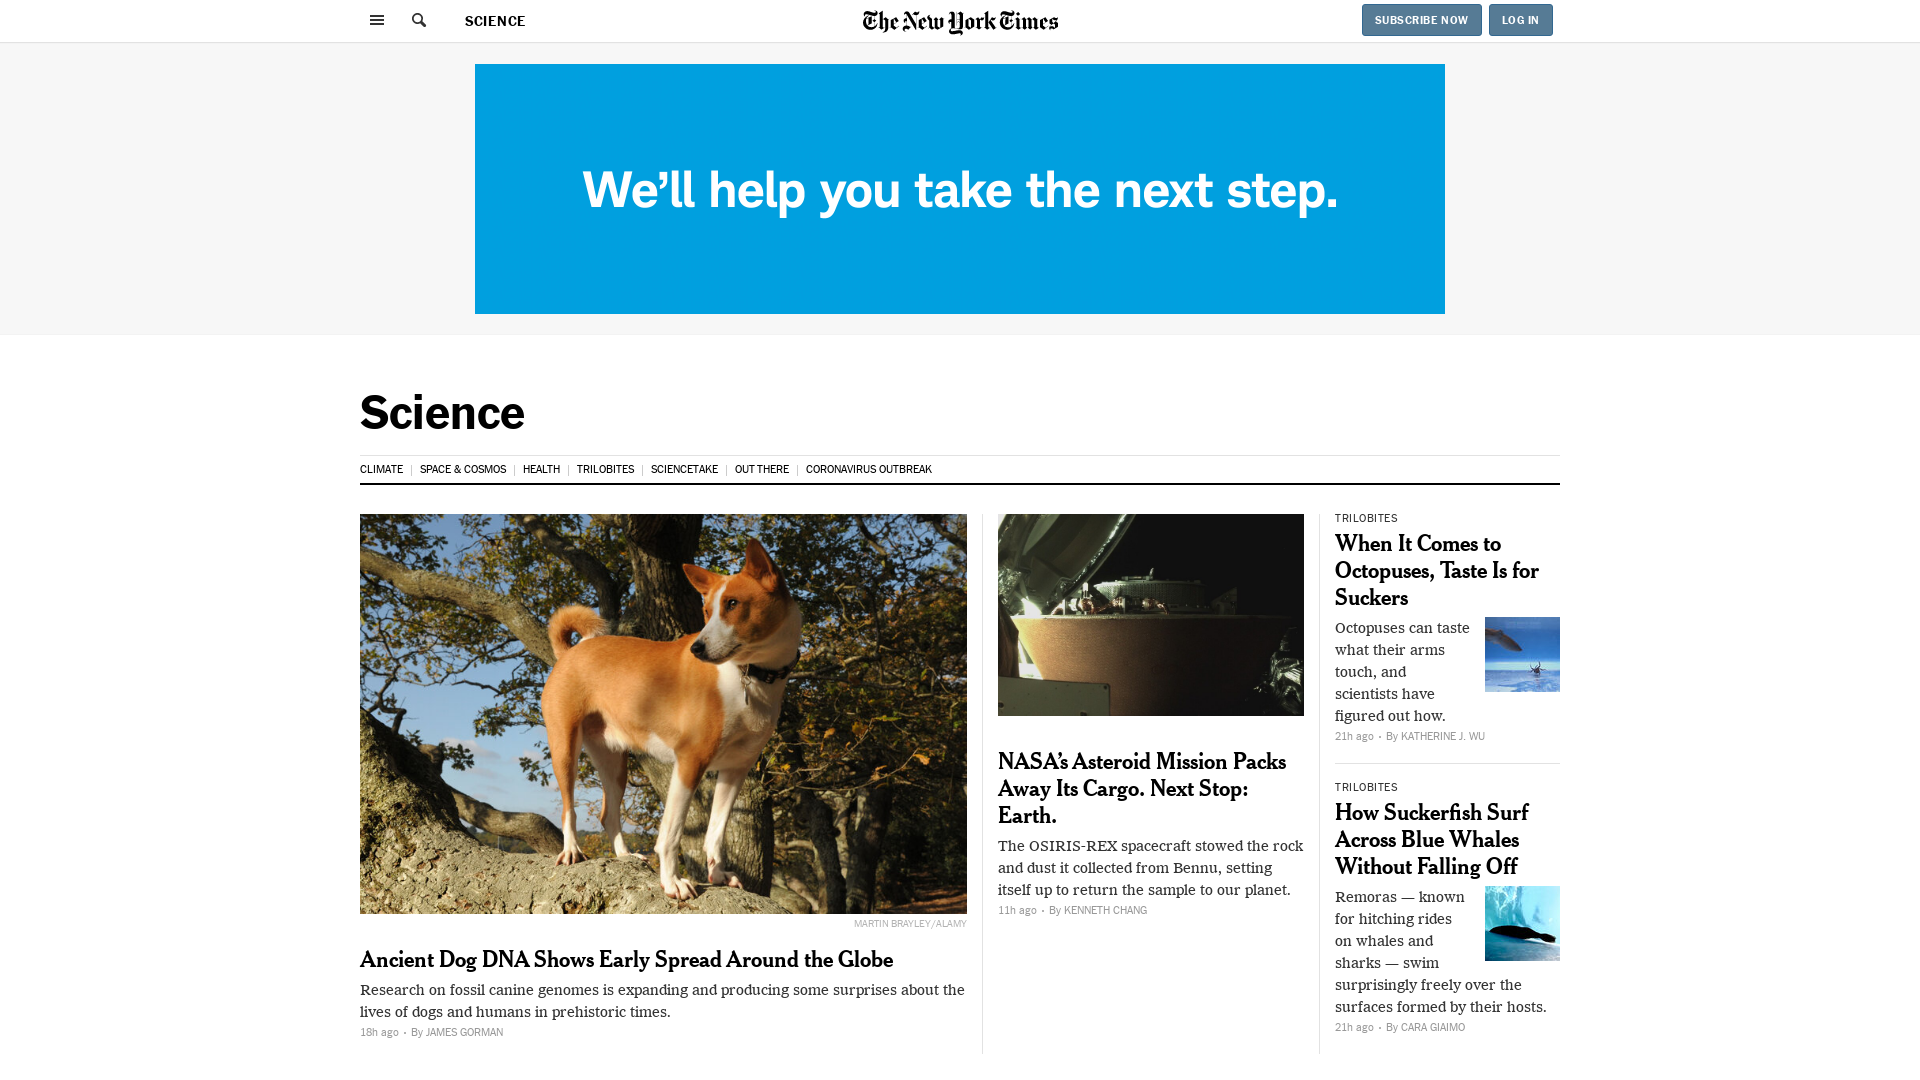 SCIENCE
The New York Times
SUBSCRIBE NOW
LOG IN
We'll help you take the next step.
Science
CLIMATE
SPACE & COSMOS
HEALTH
TRILOBITES
SCIENCETAKE
OUT THERE
CORONAVIRUS OUTBREAK
MARTIN BRAYLEY/ALAMY
Ancient Dog DNA Shows Early Spread Around the Globe
Research on fossil canine genomes is expanding and producing some surprises about the
lives of dogs and humans in prehistoric times.
18h ago • By JAMES GORMAN
NASA's Asteroid Mission Packs
Away Its Cargo. Next Stop:
Earth.
The OSIRIS-REX spacecraft stowed the rock
and dust it collected from Bennu, setting
itself up to return the sample to our planet.
11h ago • By KENNETH CHANG
TRILOBITES
When It Comes to
Octopuses, Taste Is for
Suckers
Octopuses can taste
what their arms
touch, and
scientists have
figured out how.
21h ago • By KATHERINE J. WU
TRILOBITES
How Suckerfish Surf
Across Blue Whales
Without Falling Off
Remoras — known
for hitching rides
on whales and
sharks — swim
surprisingly freely over the
surfaces formed by their hosts.
21h ago • By CARA GIAIMO